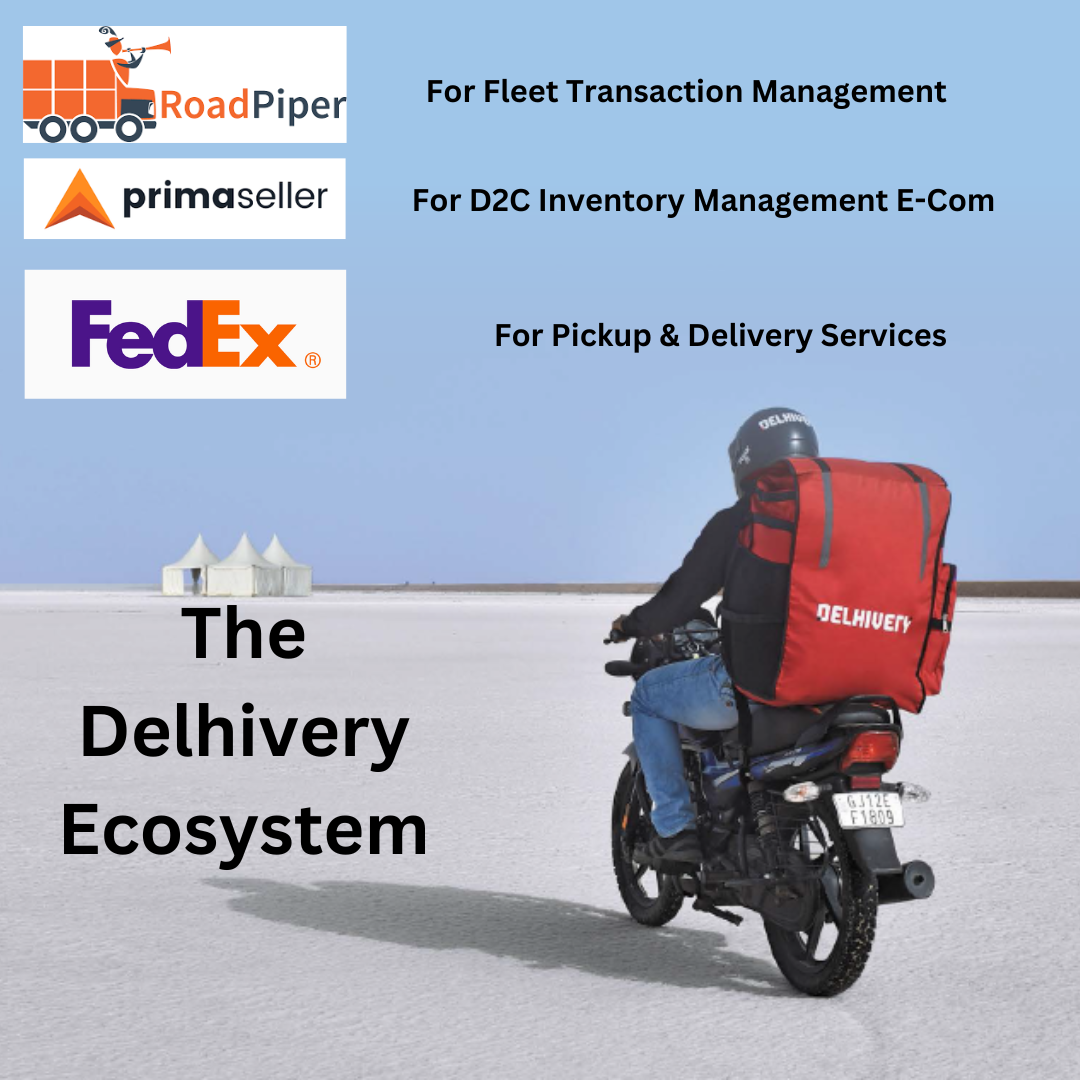 RoadPiper
For Fleet Transaction Management
primaseller
For D2C Inventory Management E-Com
FedEx ®
For Pickup & Delivery Services
DELHIVERY
DELHIVERY
The
Delhivery
Ecosystem
GJ12E
F1809